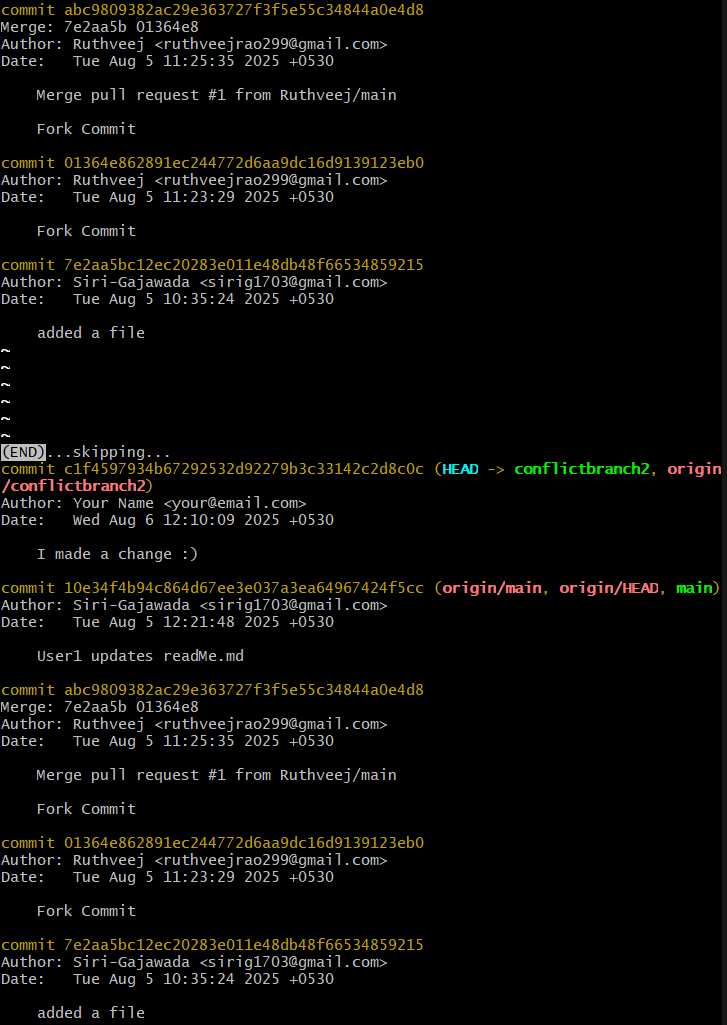 commit abc9809382ac29e363727f3f5e55c34844a0e4d8
Merge: 7e2aa5b 01364e8
Author: Ruthveej <ruthveejrao299@gmail.com>
Date:   Tue Aug 5 11:25:35 2025 +0530
    Merge pull request #1 from Ruthveej/main
    Fork Commit
commit 01364e862891ec244772d6aa9dc16d9139123eb0
Author: Ruthveej <ruthveejrao299@gmail.com>
Date:   Tue Aug 5 11:23:29 2025 +0530
    Fork Commit
commit 7e2aa5bc12ec20283e011e48db48f66534859215
Author: Siri-Gajawada <sirig1703@gmail.com>
Date:   Tue Aug 5 10:35:24 2025 +0530
    added a file
~
~
~
~
~
~
(END)...skipping...
commit c1f4597934b67292532d92279b3c33142c2d8c0c (HEAD -> conflictbranch2, origin
/conflictbranch2)
Author: Your Name <your@email.com>
Date:   Wed Aug 6 12:10:09 2025 +0530
    I made a change :)
commit 10e34f4b94c864d67ee3e037a3ea64967424f5cc (origin/main, origin/HEAD, main)
Author: Siri-Gajawada <sirig1703@gmail.com>
Date:   Tue Aug 5 12:21:48 2025 +0530
    User1 updates readMe.md
commit abc9809382ac29e363727f3f5e55c34844a0e4d8
Merge: 7e2aa5b 01364e8
Author: Ruthveej <ruthveejrao299@gmail.com>
Date:   Tue Aug 5 11:25:35 2025 +0530
    Merge pull request #1 from Ruthveej/main
    Fork Commit
commit 01364e862891ec244772d6aa9dc16d9139123eb0
Author: Ruthveej <ruthveejrao299@gmail.com>
Date:   Tue Aug 5 11:23:29 2025 +0530
    Fork Commit
commit 7e2aa5bc12ec20283e011e48db48f66534859215
Author: Siri-Gajawada <sirig1703@gmail.com>
Date:   Tue Aug 5 10:35:24 2025 +0530
    added a file